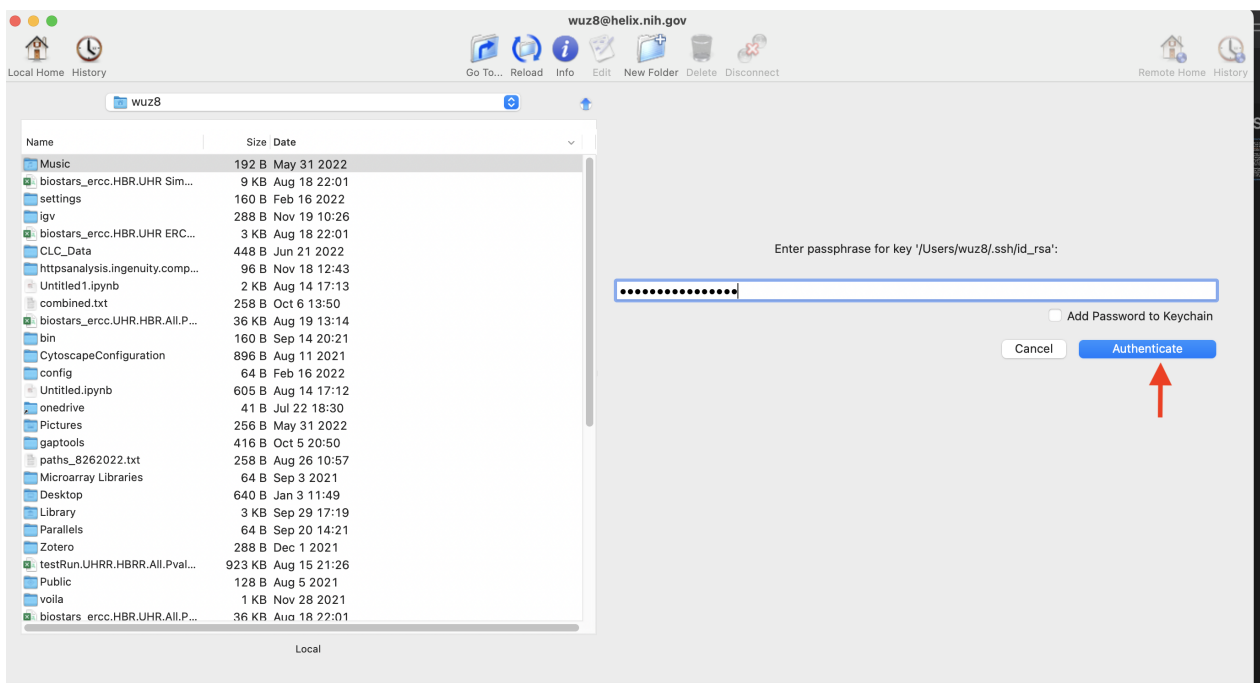 wuz8@helix.nih.gov
Local Home History Go To... Reload Info Edit New Folder Delete Disconnect Remote Home History
wuz8
Name Size Date
Music 192 B May 31 2022
biostars_ercc.HBR.UHR Sim... 9 KB Aug 18 22:01
settings 160 B Feb 16 2022
igv 288 B Nov 19 10:26
biostars_ercc.HBR.UHR ERC... 3 KB Aug 18 22:01
CLC_Data 448 B Jun 21 2022
httpsanalysis.ingenuity.comp... 96 B Nov 18 12:43
Untitled1.ipynb 2 KB Aug 14 17:13
combined.txt 258 B Oct 6 13:50
biostars_ercc.UHR.HBR.All.P... 36 KB Aug 19 13:14
bin 160 B Sep 14 20:21
CytoscapeConfiguration 896 B Aug 11 2021
config 64 B Feb 16 2022
Untitled.ipynb 605 B Aug 14 17:12
onedrive 41 B Jul 22 18:30
Pictures 256 B May 31 2022
gaptools 416 B Oct 5 20:50
paths_8262022.txt 258 B Aug 26 10:57
Microarray Libraries 64 B Sep 3 2021
Desktop 640 B Jan 3 11:49
Library 3 KB Sep 29 17:19
Parallels 64 B Sep 20 14:21
Zotero 288 B Dec 1 2021
testRun.UHRR.HBRR.All.Pval... 923 KB Aug 15 21:26
Public 128 B Aug 5 2021
voila 1 KB Nov 28 2021
biostars_ercc.HBR.UHR.All.P... 36 KB Aug 18 22:01
Local
Enter passphrase for key '/Users/wuz8/.ssh/id_rsa':
Add Password to Keychain
Cancel Authenticate